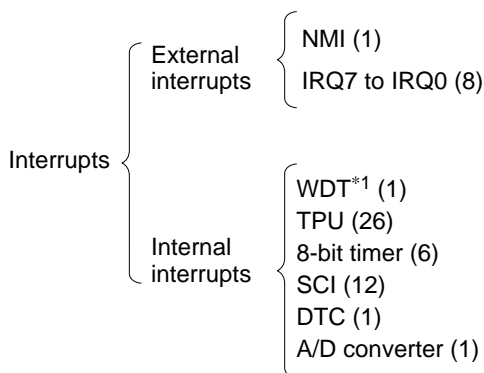 Interrupts
External
interrupts
NMI (1)
IRQ7 to IRQ0 (8)
Internal
interrupts
WDT*1 (1)
TPU (26)
8-bit timer (6)
SCI (12)
DTC (1)
A/D converter (1)